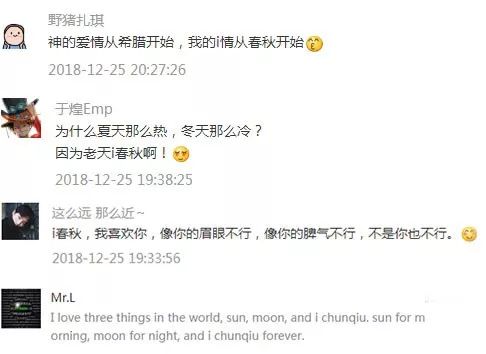 野猪扎琪
神的爱情从希腊开始，我的i情从春秋开始
2018-12-25 20:27:26
于煌Emp
为什么夏天那么热，冬天那么冷？
因为老天i春秋啊！
2018-12-25 19:38:25
这么远 那么近~
i春秋，我喜欢你，像你的眉眼不行，像你的脾气不行，不是你也不行。
2018-12-25 19:33:56
Mr.L
I love three things in the world, sun, moon, and i chunqiu. sun for m
orning, moon for night, and i chunqiu forever.